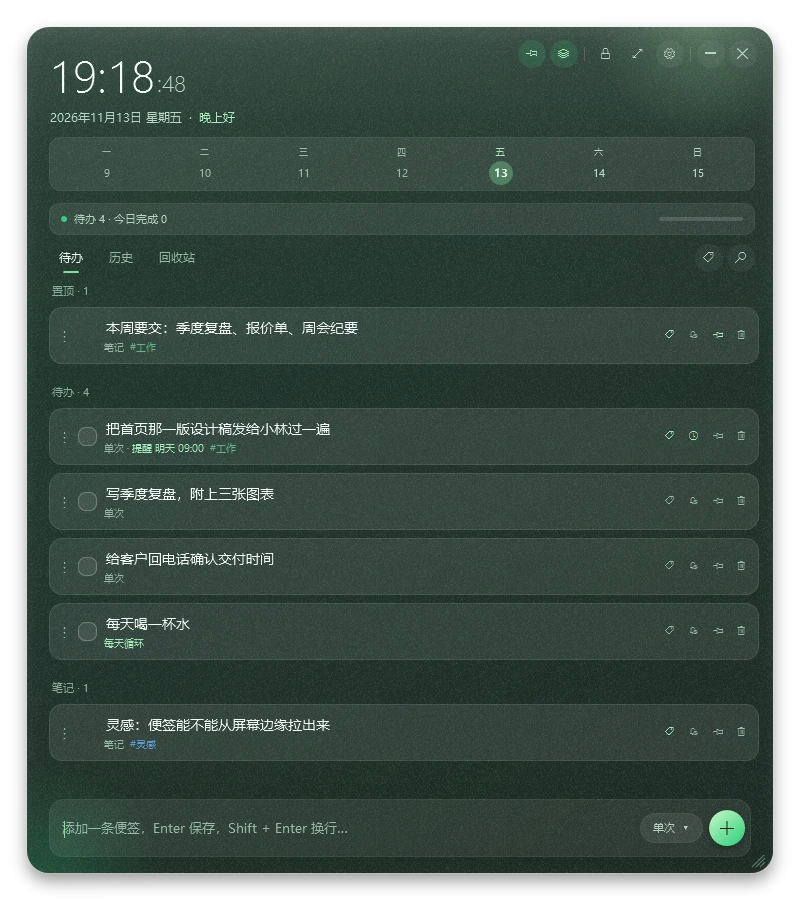 19:18:48
2026年11月13日 星期五 · 晚上好
一 二 三 四 五 六 日
9 10 11 12 13 14 15
待办 4 · 今日完成 0
待办 历史 回收站
置顶 · 1
本周要交：季度复盘、报价单、周会纪要
笔记 #工作
待办 · 4
把首页那一版设计稿发给小林过一遍
单次 · 提醒 明天 09:00 #工作
写季度复盘，附上三张图表
单次
给客户回电话确认交付时间
单次
每天喝一杯水
每天循环
笔记 · 1
灵感：便签能不能从屏幕边缘拉出来
笔记 #灵感
添加一条便签，Enter 保存，Shift + Enter 换行...
单次